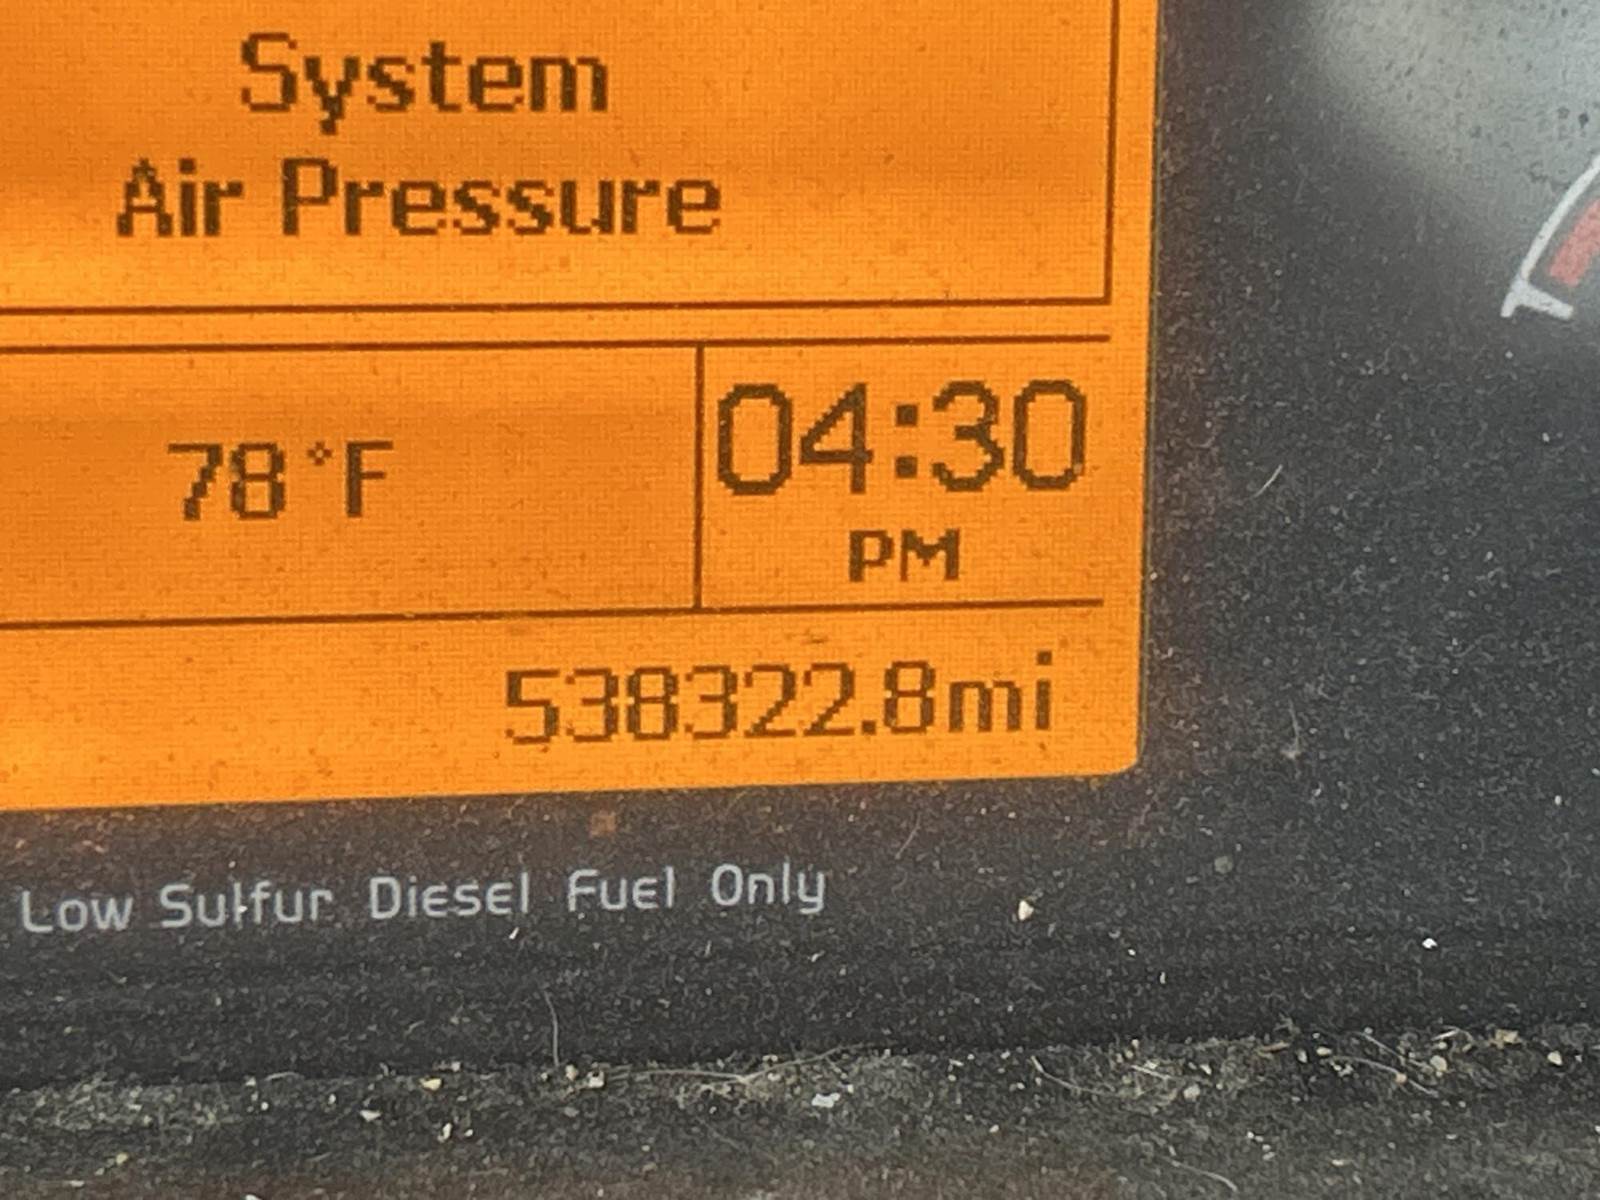 System
Air Pressure
78°F
04:30
PM
538322.8mi
Low Sulfur Diesel Fuel Only